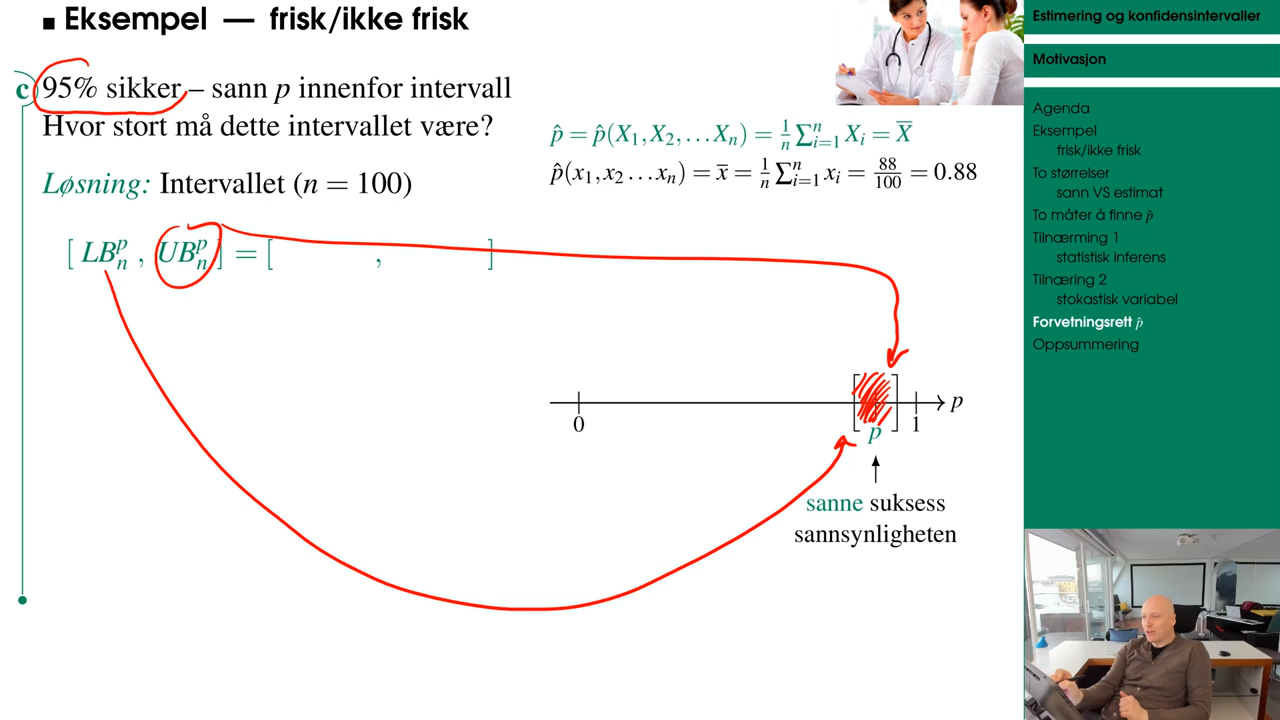 ■ Eksempel — frisk/ikke frisk
c 95% sikker – sann p innenfor intervall
Hvor stort må dette intervallet være?
Løsning: Intervallet (n = 100)
[ LBₙᵖ , UBₙᵖ ] = [ , ]
p̂ = p̂(X₁, X₂, … Xₙ) = 1/n ∑ⁿᵢ₌₁ Xᵢ = X̅
p̂(x₁, x₂ … xₙ) = x̅ = 1/n ∑ⁿᵢ₌₁ xᵢ = 88/100 = 0.88
[ ] p
0 p 1
sanne suksess
sannsynligheten
Estimering og konfidensintervaller
Motivasjon
Agenda
Eksempel
frisk/ikke frisk
To størrelser
sann VS estimat
To måter å finne p̂
Tilnærming 1
statistisk inferens
Tilnæring 2
stokastisk variabel
Forvetningsrett p̂
Oppsummering